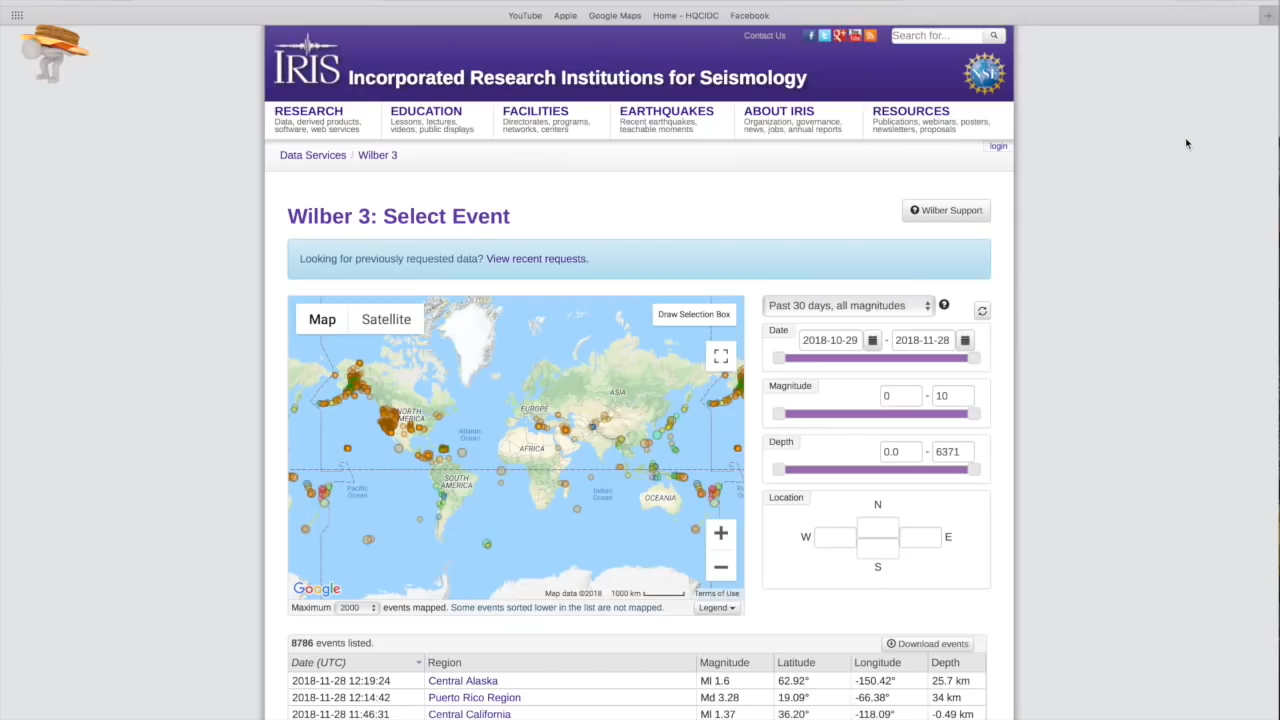 YouTube Apple Google Maps Home - HQCIDC Facebook
Contact Us
Search for...
IRIS Incorporated Research Institutions for Seismology
NSF
RESEARCH
Data, derived products,
software, web services
EDUCATION
Lessons, lectures,
videos, public displays
FACILITIES
Directorates, programs,
networks, centers
EARTHQUAKES
Recent earthquakes,
teachable moments
ABOUT IRIS
Organization, governance,
news, jobs, annual reports
RESOURCES
Publications, webinars, posters,
newsletters, proposals
login
Data Services / Wilber 3
Wilber 3: Select Event
Wilber Support
Looking for previously requested data? View recent requests.
Map Satellite
Draw Selection Box
NORTH
AMERICA
Atlantic
Ocean
EUROPE
ASIA
AFRICA
SOUTH
AMERICA
Pacific
Ocean
Indian
Ocean
OCEANIA
Pacific
Ocean
Google
Map data ©2018 1000 km Terms of Use
Maximum 2000 events mapped. Some events sorted lower in the list are not mapped. Legend
Past 30 days, all magnitudes
Date
2018-10-29 - 2018-11-28
Magnitude
0 - 10
Depth
0.0 - 6371
Location
N
W E
S
8786 events listed. Download events
Date (UTC) Region Magnitude Latitude Longitude Depth
2018-11-28 12:19:24 Central Alaska Ml 1.6 62.92° -150.42° 25.7 km
2018-11-28 12:14:42 Puerto Rico Region Md 3.28 19.09° -66.38° 34 km
2018-11-28 11:46:31 Central California Ml 1.37 36.20° -118.09° -0.49 km